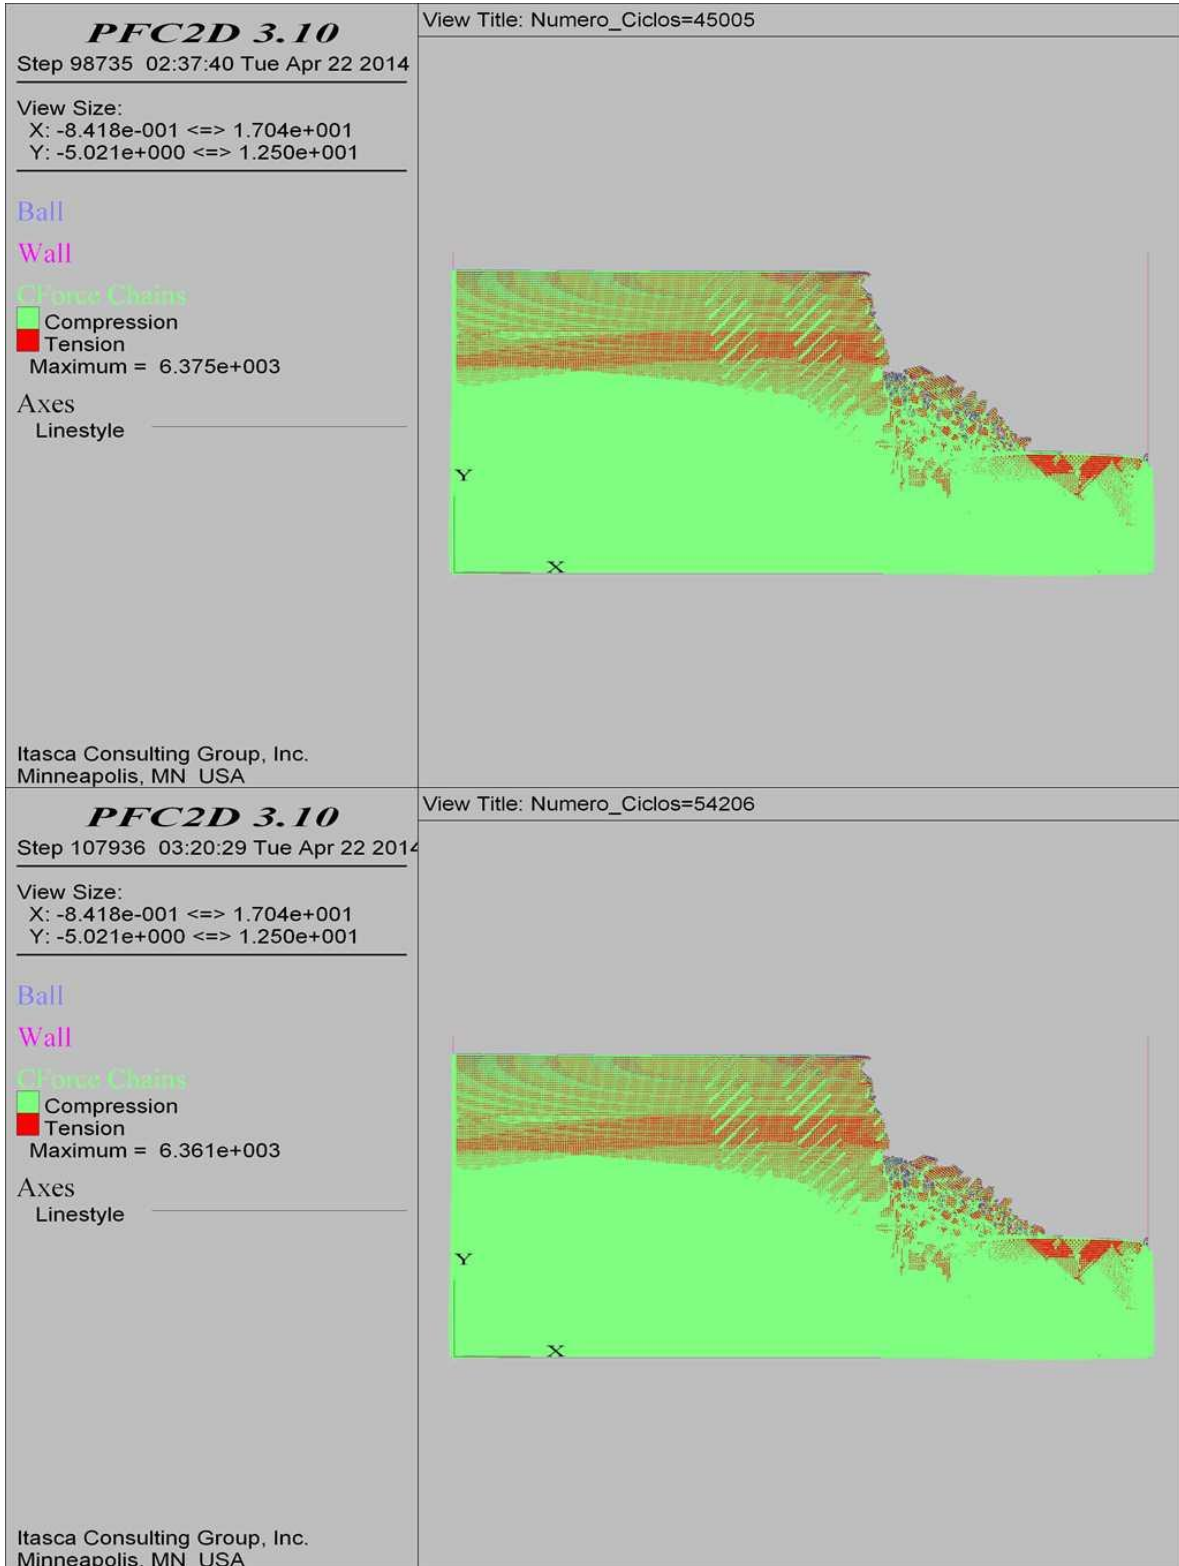 PFC2D 3.10
Step 98735 02:37:40 Tue Apr 22 2014
View Size:
X: -8.418e-001 <=> 1.704e+001
Y: -5.021e+000 <=> 1.250e+001
Ball
Wall
CForce Chains
Compression
Tension
Maximum = 6.375e+003
Axes
Linestyle
Itasca Consulting Group, Inc.
Minneapolis, MN USA
View Title: Numero_Ciclos=45005
Y
X
PFC2D 3.10
Step 107936 03:20:29 Tue Apr 22 2014
View Size:
X: -8.418e-001 <=> 1.704e+001
Y: -5.021e+000 <=> 1.250e+001
Ball
Wall
CForce Chains
Compression
Tension
Maximum = 6.361e+003
Axes
Linestyle
Itasca Consulting Group, Inc.
Minneapolis, MN USA
View Title: Numero_Ciclos=54206
Y
X